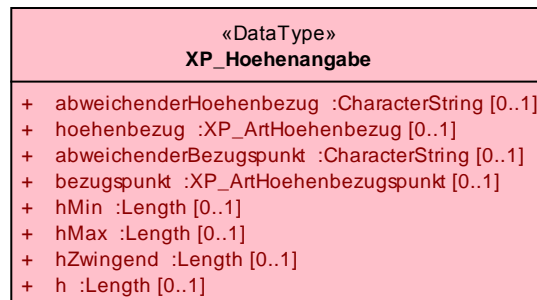 «DataType»
XP_Hoehenangabe
+ abweichenderHoehenbezug :CharacterString [0..1]
+ hoehenbezug :XP_ArtHoehenbezug [0..1]
+ abweichenderBezugspunkt :CharacterString [0..1]
+ bezugspunkt :XP_ArtHoehenbezugspunkt [0..1]
+ hMin :Length [0..1]
+ hMax :Length [0..1]
+ hZwingend :Length [0..1]
+ h :Length [0..1]